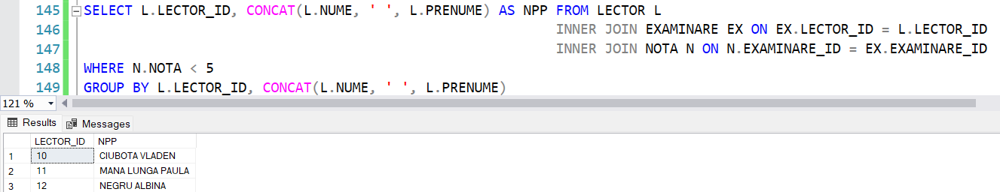 145 SELECT L.LECTOR_ID, CONCAT(L.NUME, ' ', L.PRENUME) AS NPP FROM LECTOR L
146 INNER JOIN EXAMINARE EX ON EX.LECTOR_ID = L.LECTOR_ID
147 INNER JOIN NOTA N ON N.EXAMINARE_ID = EX.EXAMINARE_ID
148 WHERE N.NOTA < 5
149 GROUP BY L.LECTOR_ID, CONCAT(L.NUME, ' ', L.PRENUME)
121 %
Results Messages
LECTOR_ID NPP
1 10 CIUBOTA VLADEN
2 11 MANA LUNGA PAULA
3 12 NEGRU ALBINA